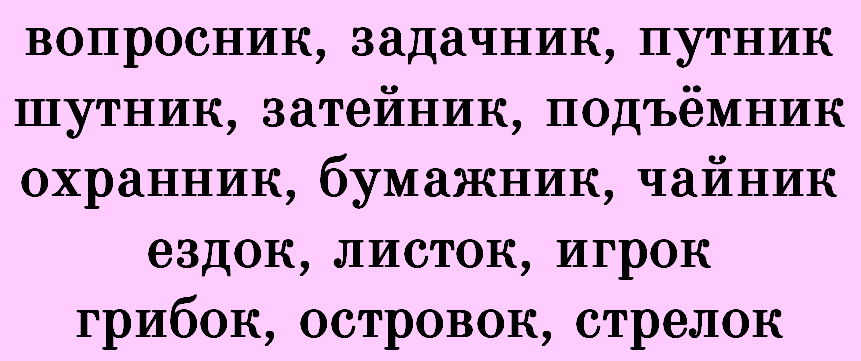 вопросник, задачник, путник
шутник, затейник, подъёмник
охранник, бумажник, чайник
ездок, листок, игрок
грибок, островок, стрелок